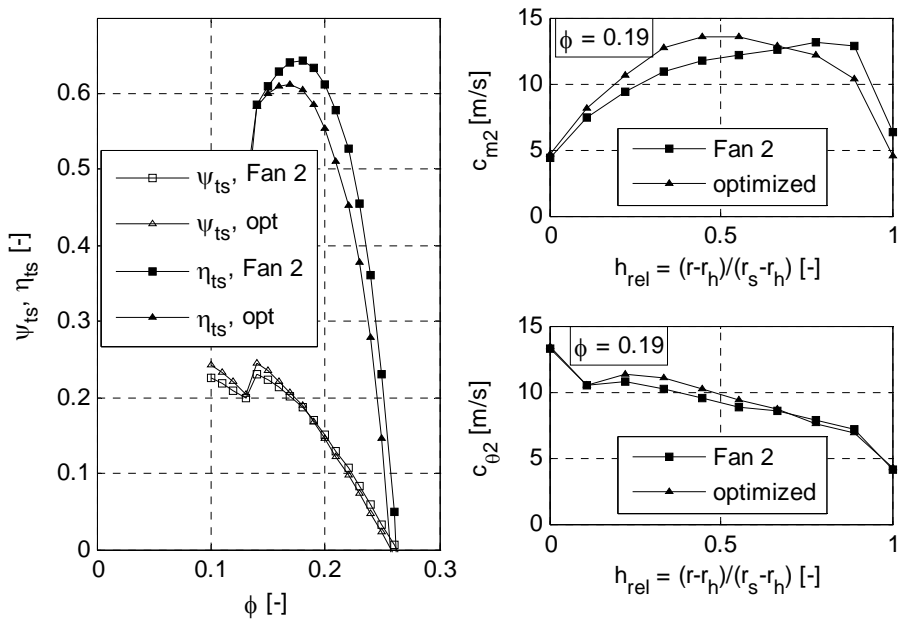 0.6
0.5
0.4
0.3
0.2
0.1
0
ψts, ηts [-]
ψts, Fan 2
ψts, opt
ηts, Fan 2
ηts, opt
0 0.1 0.2 0.3
ϕ [-]
15
10
5
0
cm2 [m/s]
ϕ = 0.19
Fan 2
optimized
0 0.5 1
hrel = (r-rh)/(rs-rh) [-]
15
10
5
0
cθ2 [m/s]
ϕ = 0.19
Fan 2
optimized
0 0.5 1
hrel = (r-rh)/(rs-rh) [-]